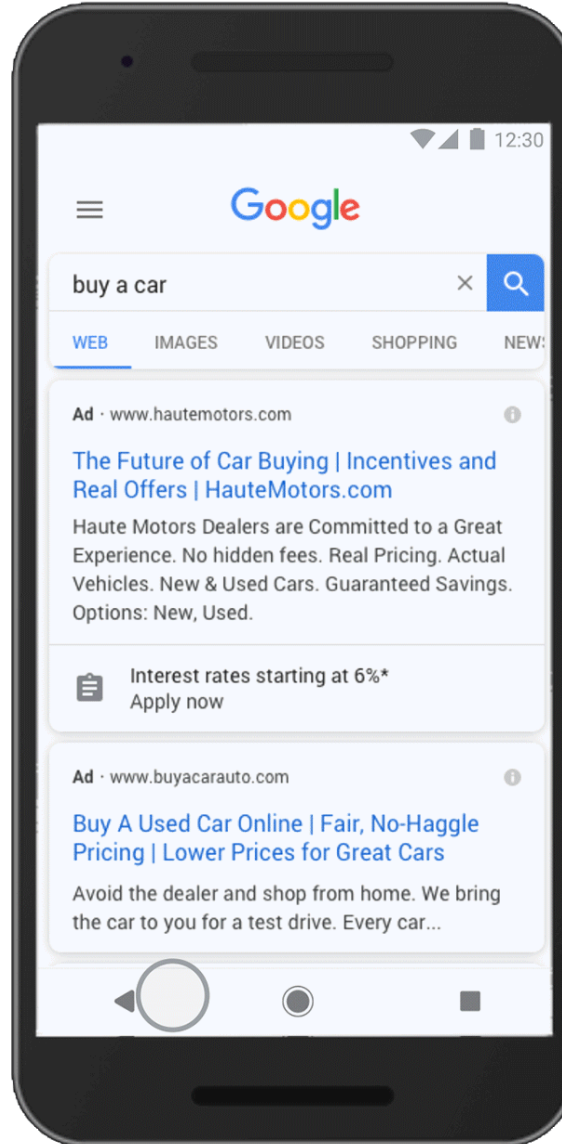 12:30
Google
buy a car
WEB IMAGES VIDEOS SHOPPING NEWS
Ad · www.hautemotors.com
The Future of Car Buying | Incentives and
Real Offers | HauteMotors.com
Haute Motors Dealers are Committed to a Great
Experience. No hidden fees. Real Pricing. Actual
Vehicles. New & Used Cars. Guaranteed Savings.
Options: New, Used.
Interest rates starting at 6%*
Apply now
Ad · www.buyacarauto.com
Buy A Used Car Online | Fair, No-Haggle
Pricing | Lower Prices for Great Cars
Avoid the dealer and shop from home. We bring
the car to you for a test drive. Every car...